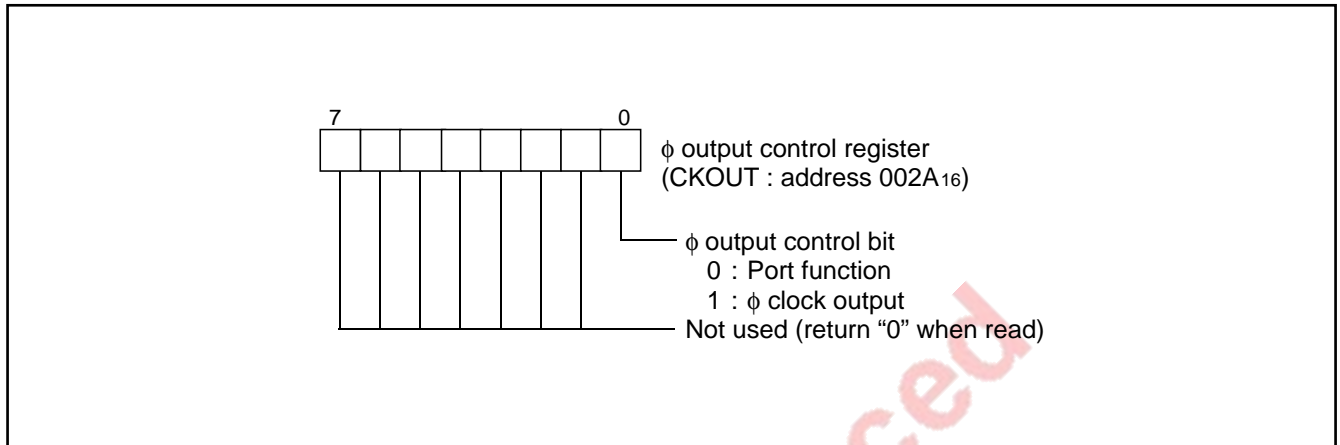 7 0
ϕ output control register
(CKOUT : address 002A16)
ϕ output control bit
0 : Port function
1 : ϕ clock output
Not used (return “0” when read)